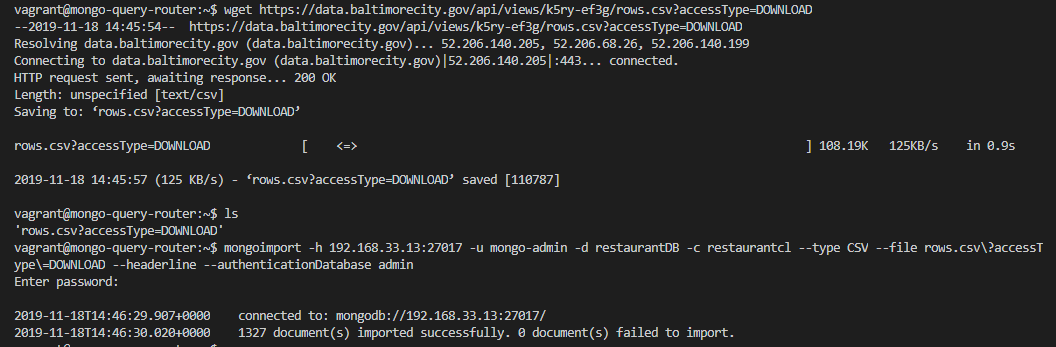 vagrant@mongo-query-router:~$ wget https://data.baltimorecity.gov/api/views/k5ry-ef3g/rows.csv?accessType=DOWNLOAD
--2019-11-18 14:45:54--  https://data.baltimorecity.gov/api/views/k5ry-ef3g/rows.csv?accessType=DOWNLOAD
Resolving data.baltimorecity.gov (data.baltimorecity.gov)... 52.206.140.205, 52.206.68.26, 52.206.140.199
Connecting to data.baltimorecity.gov (data.baltimorecity.gov)|52.206.140.205|:443... connected.
HTTP request sent, awaiting response... 200 OK
Length: unspecified [text/csv]
Saving to: ‘rows.csv?accessType=DOWNLOAD’
rows.csv?accessType=DOWNLOAD            [    <=>                                                          ] 108.19K   125KB/s    in 0.9s
2019-11-18 14:45:57 (125 KB/s) - ‘rows.csv?accessType=DOWNLOAD’ saved [110787]
vagrant@mongo-query-router:~$ ls
'rows.csv?accessType=DOWNLOAD'
vagrant@mongo-query-router:~$ mongoimport -h 192.168.33.13:27017 -u mongo-admin -d restaurantDB -c restaurantcl --type CSV --file rows.csv\?accessT
ype\=DOWNLOAD --headerline --authenticationDatabase admin
Enter password:
2019-11-18T14:46:29.907+0000    connected to: mongodb://192.168.33.13:27017/
2019-11-18T14:46:30.020+0000    1327 document(s) imported successfully. 0 document(s) failed to import.